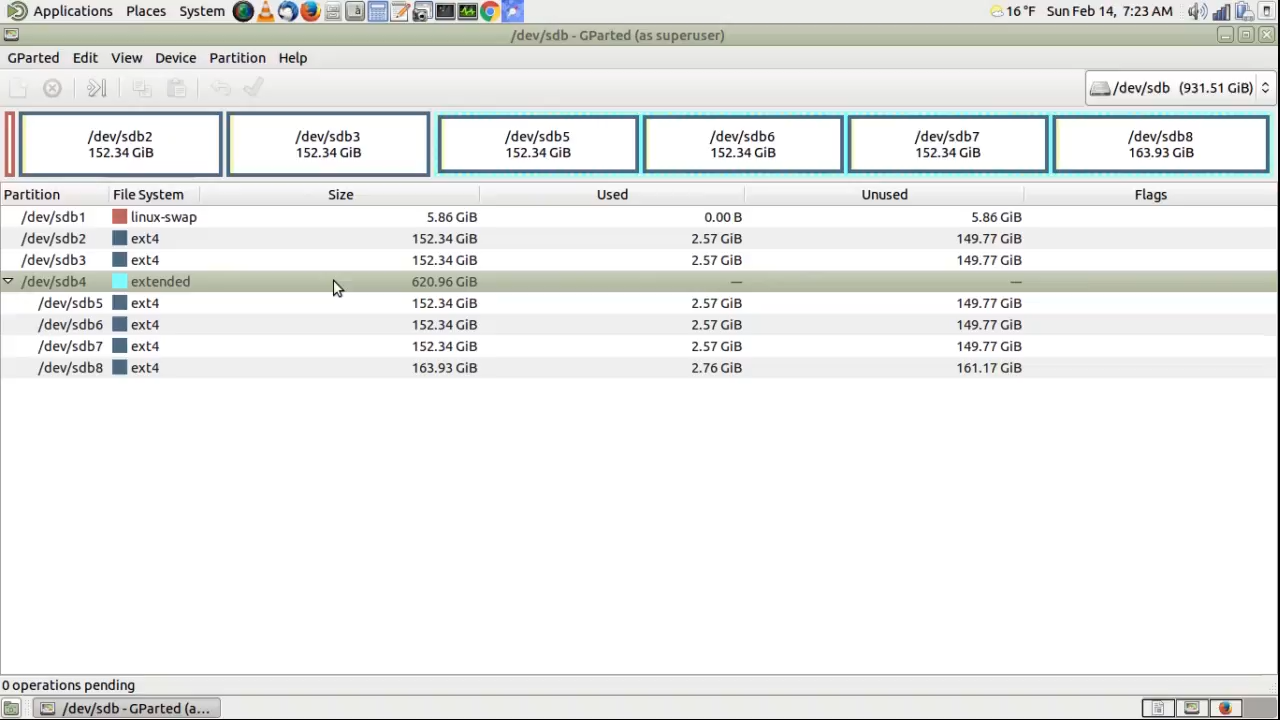 Applications Places System 16 °F Sun Feb 14, 7:23 AM
/dev/sdb - GParted (as superuser)
GParted Edit View Device Partition Help
/dev/sdb (931.51 GiB)
/dev/sdb2 /dev/sdb3 /dev/sdb5 /dev/sdb6 /dev/sdb7 /dev/sdb8
152.34 GiB 152.34 GiB 152.34 GiB 152.34 GiB 152.34 GiB 163.93 GiB
Partition File System Size Used Unused Flags
/dev/sdb1 linux-swap 5.86 GiB 0.00 B 5.86 GiB
/dev/sdb2 ext4 152.34 GiB 2.57 GiB 149.77 GiB
/dev/sdb3 ext4 152.34 GiB 2.57 GiB 149.77 GiB
/dev/sdb4 extended 620.96 GiB — —
/dev/sdb5 ext4 152.34 GiB 2.57 GiB 149.77 GiB
/dev/sdb6 ext4 152.34 GiB 2.57 GiB 149.77 GiB
/dev/sdb7 ext4 152.34 GiB 2.57 GiB 149.77 GiB
/dev/sdb8 ext4 163.93 GiB 2.76 GiB 161.17 GiB
0 operations pending
/dev/sdb - GParted (a...